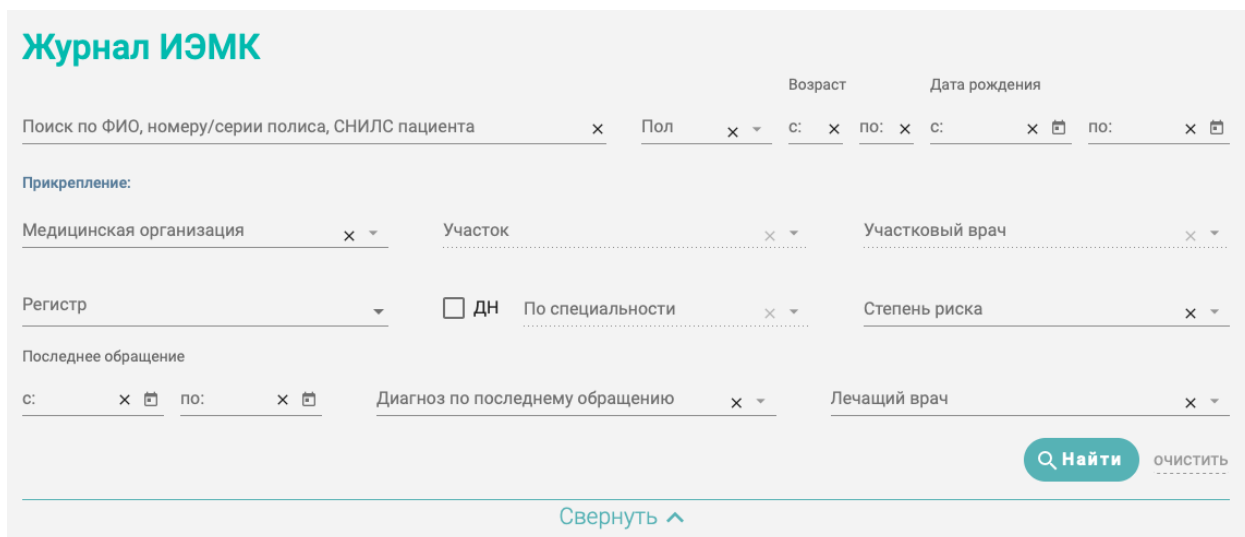 Журнал ИЭМК
Возраст Дата рождения
Поиск по ФИО, номеру/серии полиса, СНИЛС пациента Пол с: по: с: по:
Прикрепление:
Медицинская организация Участок Участковый врач
Регистр ДН По специальности Степень риска
Последнее обращение
с: по: Диагноз по последнему обращению Лечащий врач
Найти очистить
Свернуть